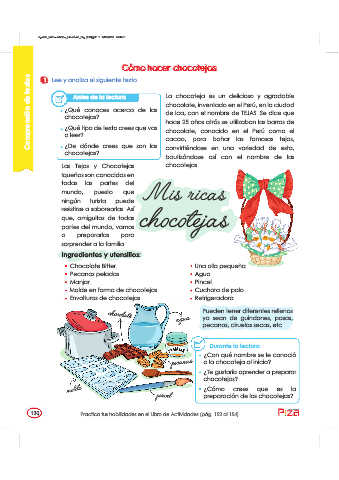 Cómo hacer chocotejas
1 Lee y analiza el siguiente texto
Comprensión de lectura
Antes de la lectura
- ¿Qué conoces acerca de las
chocotejas?
- ¿Qué tipo de texto crees que vas
a leer?
- ¿De dónde crees que son las
chocotejas?
La chocoteja es un delicioso y agradable
chocolate, inventado en el Perú, en la ciudad
de Ica, con el nombre de TEJAS. Se dice que
hace 25 años atrás se utilizaban las barras de
chocolate, conocido en el Perú como el
cacao, para bañar las famosas tejas,
convirtiéndose en una variedad de esta,
bautizándose así con el nombre de las
chocotejas.
Las Tejas y Chocotejas
iqueñas son conocidas en
todas las partes del
mundo, puesto que
ningún turista puede
resistirse a saborearlas. Así
que, amiguitos de todas
partes del mundo, vamos
a prepararlas para
sorprender a la familia
Mis ricas
chocotejas
Ingredientes y utensilios:
• Chocolate Bitter
• Pecanas peladas
• Manjar
• Molde en forma de chocotejas
• Envolturas de chocotejas
• Una olla pequeña
• Agua
• Pincel
• Cuchara de palo
• Refrigeradora
Pueden tener diferentes rellenos
ya sean de guindones, pasas,
pecanas, ciruelas secas, etc
chocolate
agua
pecanas
molde
pincel
Durante la lectura
- ¿Con qué nombre se le conoció
a la chocoteja al inicio?
- ¿Te gustaría aprender a preparar
chocotejas?
- ¿Cómo crees que es la
preparación de las chocotejas?
130
Practica tus habilidades en el Libro de Actividades (pág. 153 al 154)